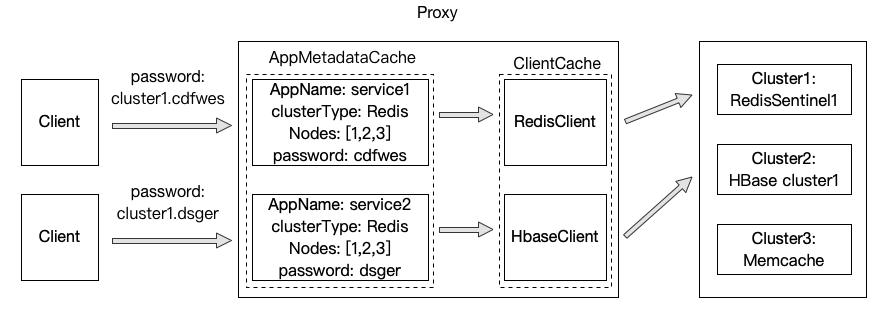 Proxy
AppMetadataCache
ClientCache
password:
cluster1.cdfwes
Client
AppName: service1
clusterType: Redis
Nodes: [1,2,3]
password: cdfwes
RedisClient
Cluster1:
RedisSentinel1
Cluster2:
HBase cluster1
password:
cluster1.dsger
Client
AppName: service2
clusterType: Redis
Nodes: [1,2,3]
password: dsger
HbaseClient
Cluster3:
Memcache